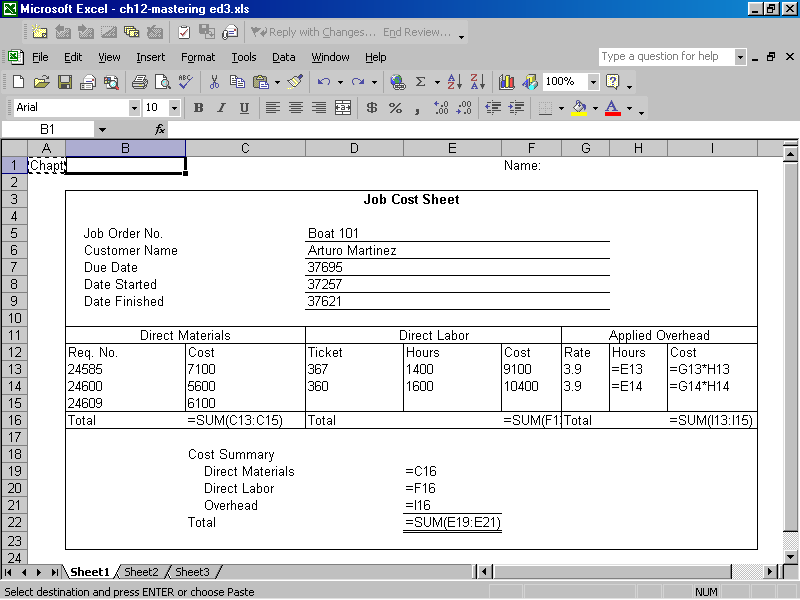 Microsoft Excel - ch12-mastering ed3.xls
Reply with Changes... End Review...
File Edit View Insert Format Tools Data Window Help Type a question for help
100%
Arial 10 B I U $ % ,
B1 fx
A B C D E F G H I
1 Chapt Name:
2
3 Job Cost Sheet
4
5 Job Order No. Boat 101
6 Customer Name Arturo Martinez
7 Due Date 37695
8 Date Started 37257
9 Date Finished 37621
10
11 Direct Materials Direct Labor Applied Overhead
12 Req. No. Cost Ticket Hours Cost Rate Hours Cost
13 24585 7100 367 1400 9100 3.9 =E13 =G13*H13
14 24600 5600 360 1600 10400 3.9 =E14 =G14*H14
15 24609 6100
16 Total =SUM(C13:C15) Total =SUM(F1 Total =SUM(I13:I15)
17
18 Cost Summary
19 Direct Materials =C16
20 Direct Labor =F16
21 Overhead =I16
22 Total =SUM(E19:E21)
23
24
Sheet1 Sheet2 Sheet3
Select destination and press ENTER or choose Paste NUM